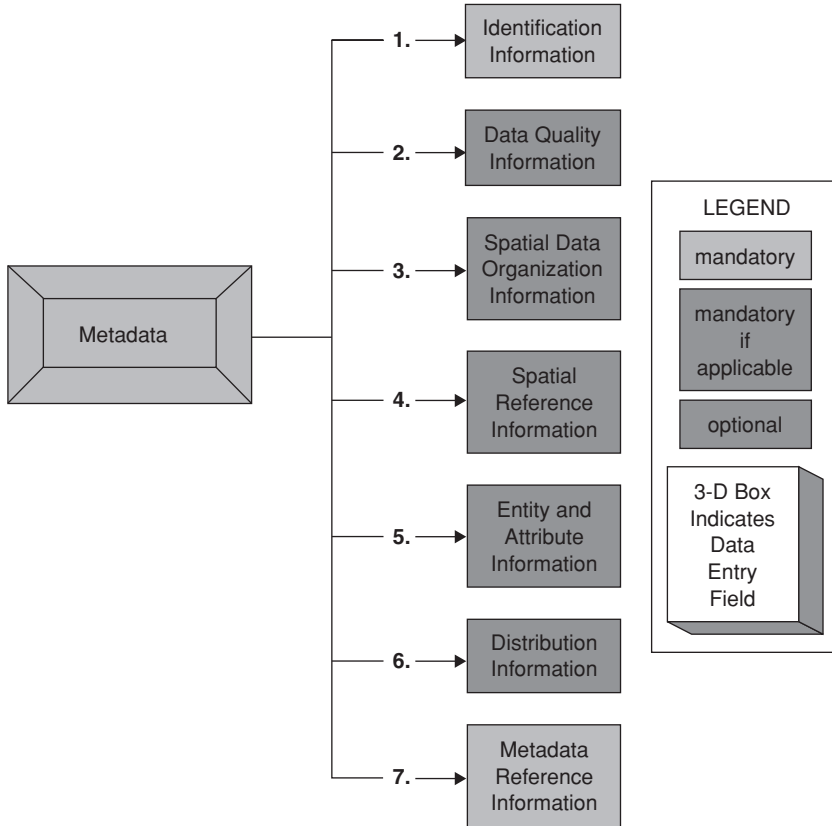 Metadata
1.
Identification
Information
2.
Data Quality
Information
3.
Spatial Data
Organization
Information
4.
Spatial
Reference
Information
5.
Entity and
Attribute
Information
6.
Distribution
Information
7.
Metadata
Reference
Information
LEGEND
mandatory
mandatory
if
applicable
optional
3-D Box
Indicates
Data
Entry
Field